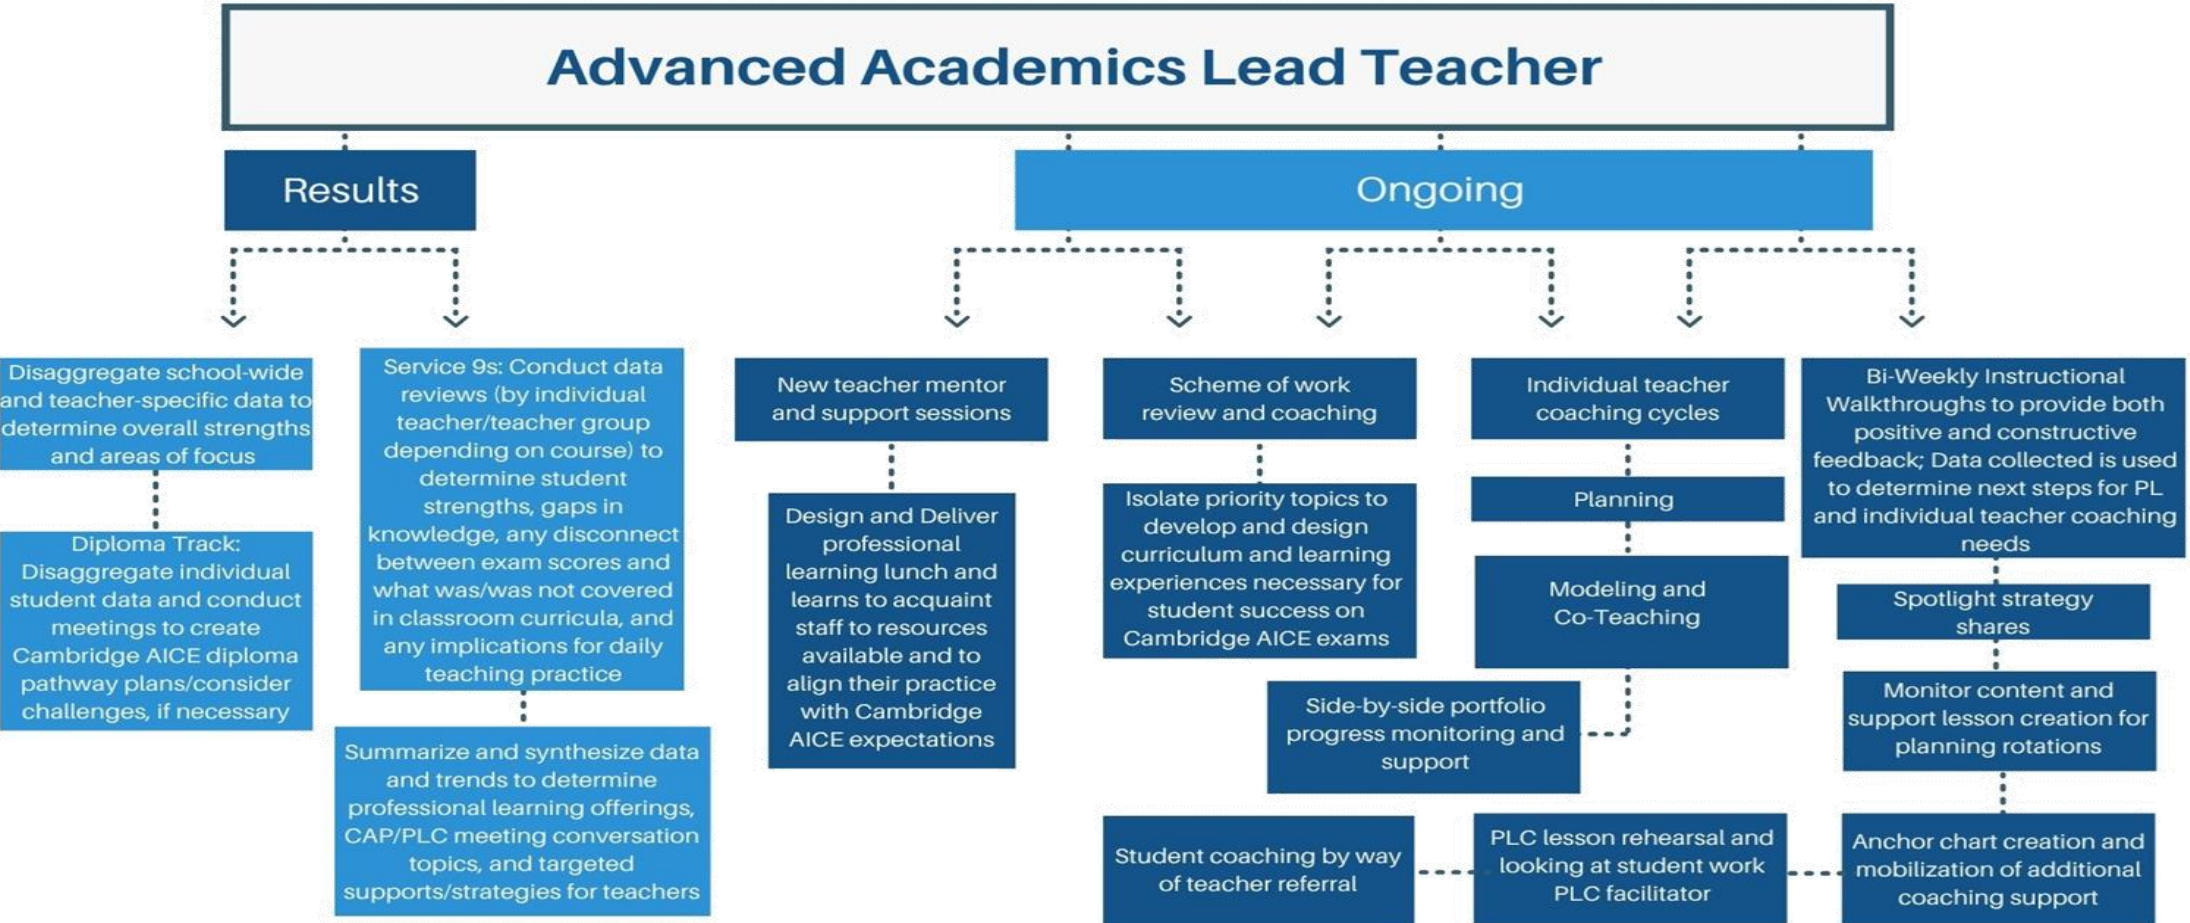 Advanced Academics Lead Teacher
Results
Ongoing
Disaggregate school-wide
and teacher-specific data to
determine overall strengths
and areas of focus
Diploma Track:
Disaggregate individual
student data and conduct
meetings to create
Cambridge AICE diploma
pathway plans/consider
challenges, if necessary
Service 9s: Conduct data
reviews (by individual
teacher/teacher group
depending on course) to
determine student
strengths, gaps in
knowledge, any disconnect
between exam scores and
what was/was not covered
in classroom curricula, and
any implications for daily
teaching practice
Summarize and synthesize data
and trends to determine
professional learning offerings,
CAP/PLC meeting conversation
topics, and targeted
supports/strategies for teachers
New teacher mentor
and support sessions
Design and Deliver
professional
learning lunch and
learns to acquaint
staff to resources
available and to
align their practice
with Cambridge
AICE expectations
Scheme of work
review and coaching
Isolate priority topics to
develop and design
curriculum and learning
experiences necessary for
student success on
Cambridge AICE exams
Individual teacher
coaching cycles
Planning
Modeling and
Co-Teaching
Side-by-side portfolio
progress monitoring and
support
Bi-Weekly Instructional
Walkthroughs to provide both
positive and constructive
feedback; Data collected is used
to determine next steps for PL
and individual teacher coaching
needs
Spotlight strategy
shares
Monitor content and
support lesson creation for
planning rotations
Anchor chart creation and
mobilization of additional
coaching support
PLC lesson rehearsal and
looking at student work
PLC facilitator
Student coaching by way
of teacher referral